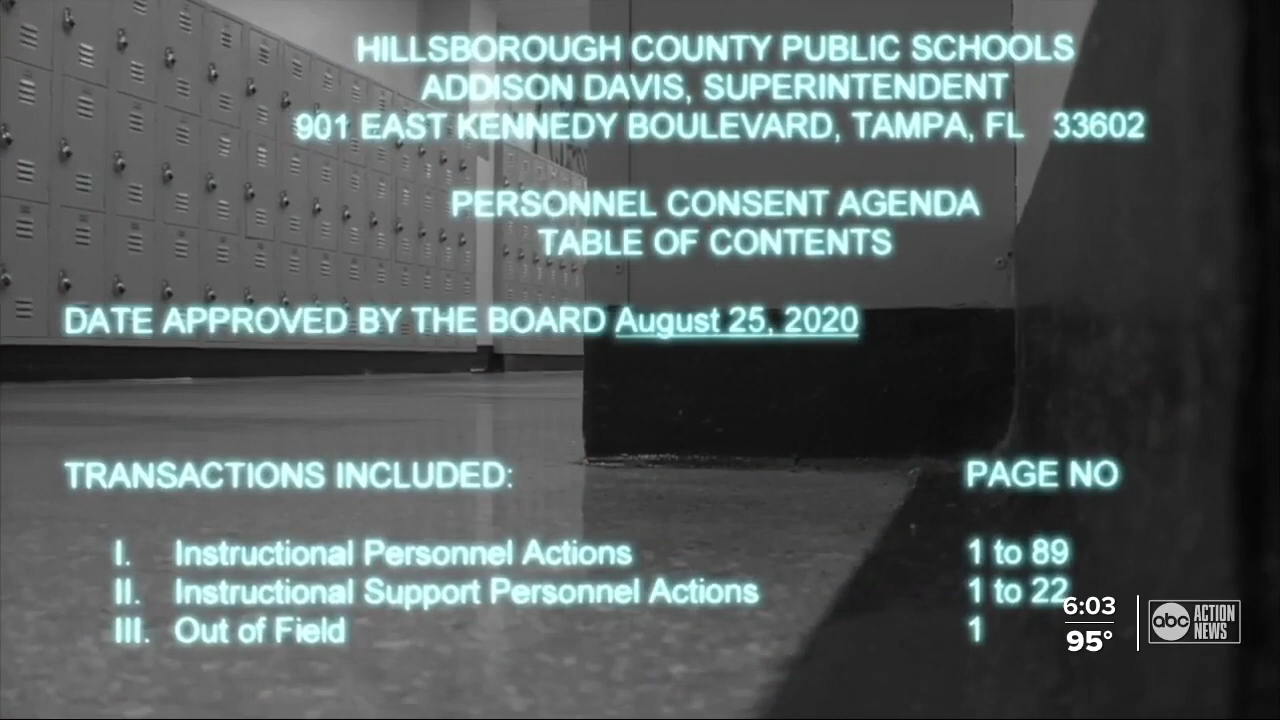 HILLSBOROUGH COUNTY PUBLIC SCHOOLS
ADDISON DAVIS, SUPERINTENDENT
901 EAST KENNEDY BOULEVARD, TAMPA, FL 33602
PERSONNEL CONSENT AGENDA
TABLE OF CONTENTS
DATE APPROVED BY THE BOARD August 25, 2020
TRANSACTIONS INCLUDED: PAGE NO
I. Instructional Personnel Actions 1 to 89
II. Instructional Support Personnel Actions 1 to 22
III. Out of Field 1
6:03
95°
abc ACTION NEWS